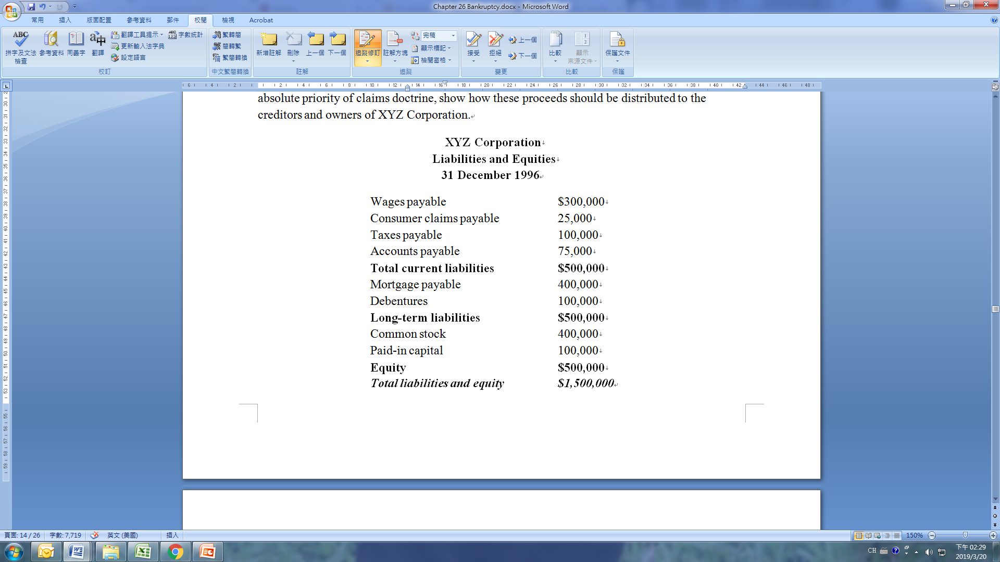 Chapter 26 Bankruptcy.docx - Microsoft Word
常用 插入 版面配置 參考資料 郵件 校閱 檢視 Acrobat
ABC 拼字及文法檢查 參考資料 同義字 翻譯 翻譯工具提示 字數統計
更新輸入法字典
設定語言
校訂
繁轉簡
簡轉繁
繁簡轉換
中文繁簡轉換
新增註解 刪除 上一個 下一個
註解
追蹤修訂 註解方塊 完稿
顯示標記
檢閱窗格
追蹤
接受 拒絕 上一個
下一個
變更
比較 顯示來源文件
比較
保護文件
保護
absolute priority of claims doctrine, show how these proceeds should be distributed to the
creditors and owners of XYZ Corporation.
XYZ Corporation
Liabilities and Equities
31 December 1996
Wages payable $300,000
Consumer claims payable 25,000
Taxes payable 100,000
Accounts payable 75,000
Total current liabilities $500,000
Mortgage payable 400,000
Debentures 100,000
Long-term liabilities $500,000
Common stock 400,000
Paid-in capital 100,000
Equity $500,000
Total liabilities and equity $1,500,000
頁面: 14 / 26 字數: 7,719 英文 (美國) 插入 150%
CH 下午 02:29
2019/3/20